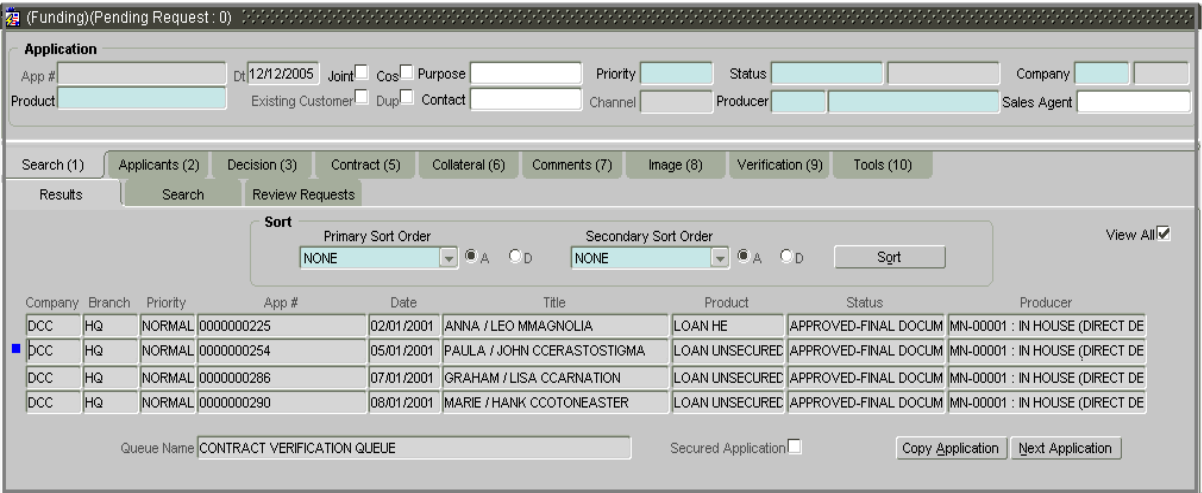 (Funding)(Pending Request : 0)
Application
App # Dt 12/12/2005 Joint Cos Purpose Priority Status Company
Product Existing Customer Dup Contact Channel Producer Sales Agent
Search (1) Applicants (2) Decision (3) Contract (5) Collateral (6) Comments (7) Image (8) Verification (9) Tools (10)
Results Search Review Requests
Sort
Primary Sort Order Secondary Sort Order View All
NONE A D NONE A D Sort
Company Branch Priority App # Date Title Product Status Producer
DCC HQ NORMAL 0000000225 02/01/2001 ANNA / LEO MMAGNOLIA LOAN HE APPROVED-FINAL DOCUM MN-00001 : IN HOUSE (DIRECT DE
DCC HQ NORMAL 0000000254 05/01/2001 PAULA / JOHN CCERASTOSTIGMA LOAN UNSECURED APPROVED-FINAL DOCUM MN-00001 : IN HOUSE (DIRECT DE
DCC HQ NORMAL 0000000286 07/01/2001 GRAHAM / LISA CCARNATION LOAN UNSECURED APPROVED-FINAL DOCUM MN-00001 : IN HOUSE (DIRECT DE
DCC HQ NORMAL 0000000290 08/01/2001 MARIE / HANK CCOTONEASTER LOAN UNSECURED APPROVED-FINAL DOCUM MN-00001 : IN HOUSE (DIRECT DE
Queue Name CONTRACT VERIFICATION QUEUE Secured Application Copy Application Next Application